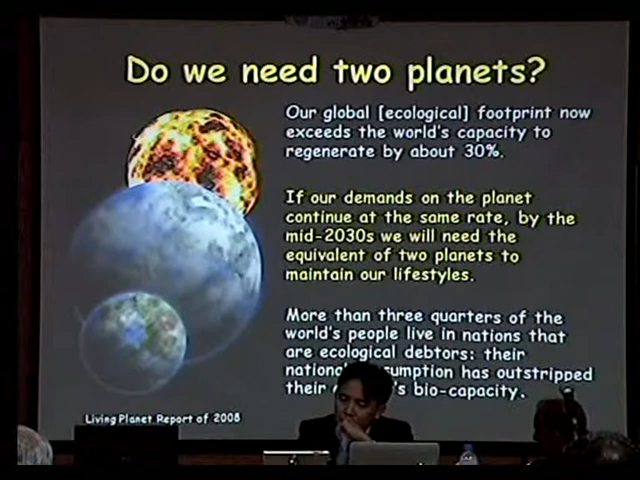 Do we need two planets?
Our global [ecological] footprint now
exceeds the world's capacity to
regenerate by about 30%.
If our demands on the planet
continue at the same rate, by the
mid-2030s we will need the
equivalent of two planets to
maintain our lifestyles.
More than three quarters of the
world's people live in nations that
are ecological debtors: their
national has outstripped
their bio-capacity.
Living Planet Report of 2008